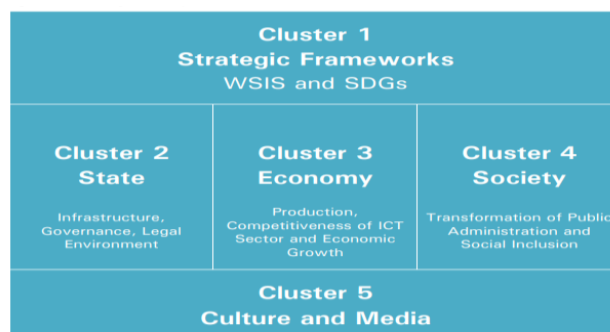 Cluster 1
Strategic Frameworks
WSIS and SDGs
Cluster 2
State
Infrastructure,
Governance, Legal
Environment
Cluster 3
Economy
Production,
Competitiveness of ICT
Sector and Economic
Growth
Cluster 4
Society
Transformation of Public
Administration and
Social Inclusion
Cluster 5
Culture and Media